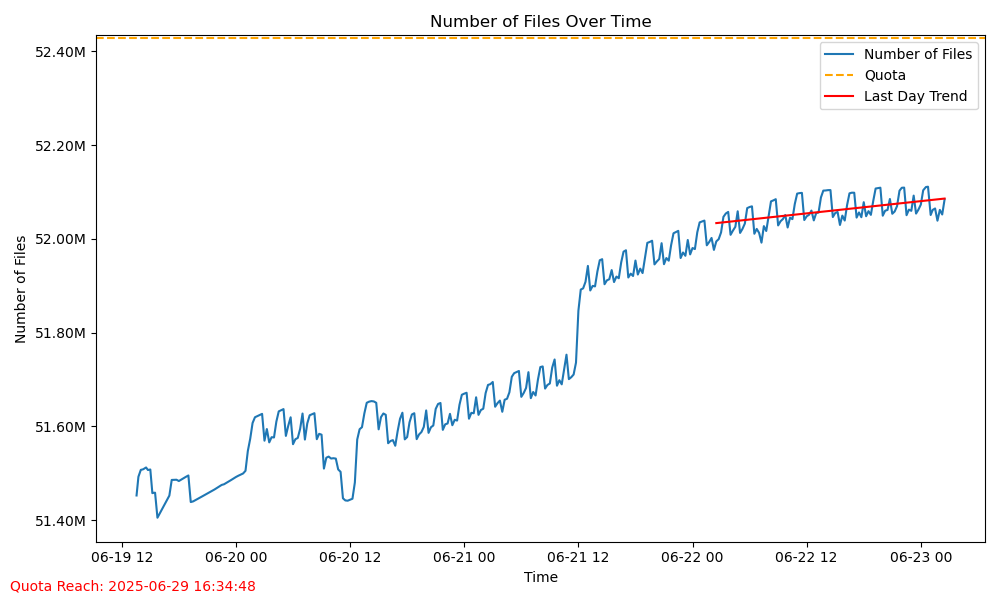 Number of Files Over Time
Number of Files
Quota
Last Day Trend
52.40M
52.20M
52.00M
51.80M
51.60M
51.40M
Number of Files
06-19 12
06-20 00
06-20 12
06-21 00
06-21 12
06-22 00
06-22 12
06-23 00
Time
Quota Reach: 2025-06-29 16:34:48